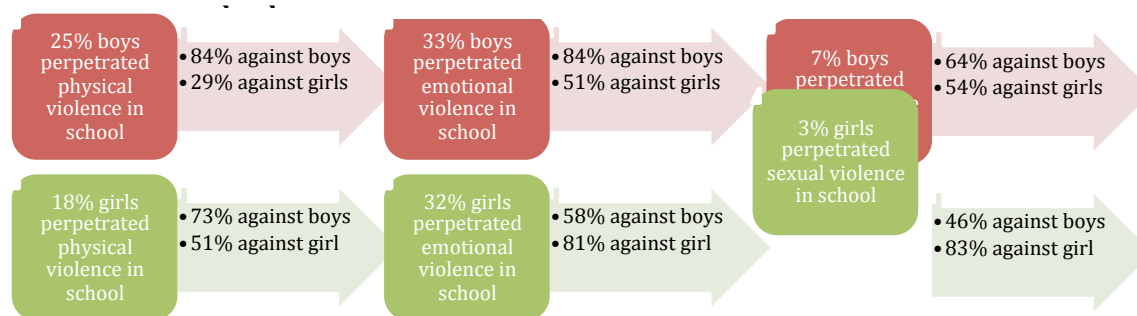 25% boys
perpetrated
physical
violence in
school
• 84% against boys
• 29% against girls
33% boys
perpetrated
emotional
violence in
school
• 84% against boys
• 51% against girls
7% boys
perpetrated
• 64% against boys
• 54% against girls
18% girls
perpetrated
physical
violence in
school
• 73% against boys
• 51% against girl
32% girls
perpetrated
emotional
violence in
school
• 58% against boys
• 81% against girl
3% girls
perpetrated
sexual violence
in school
• 46% against boys
• 83% against girl